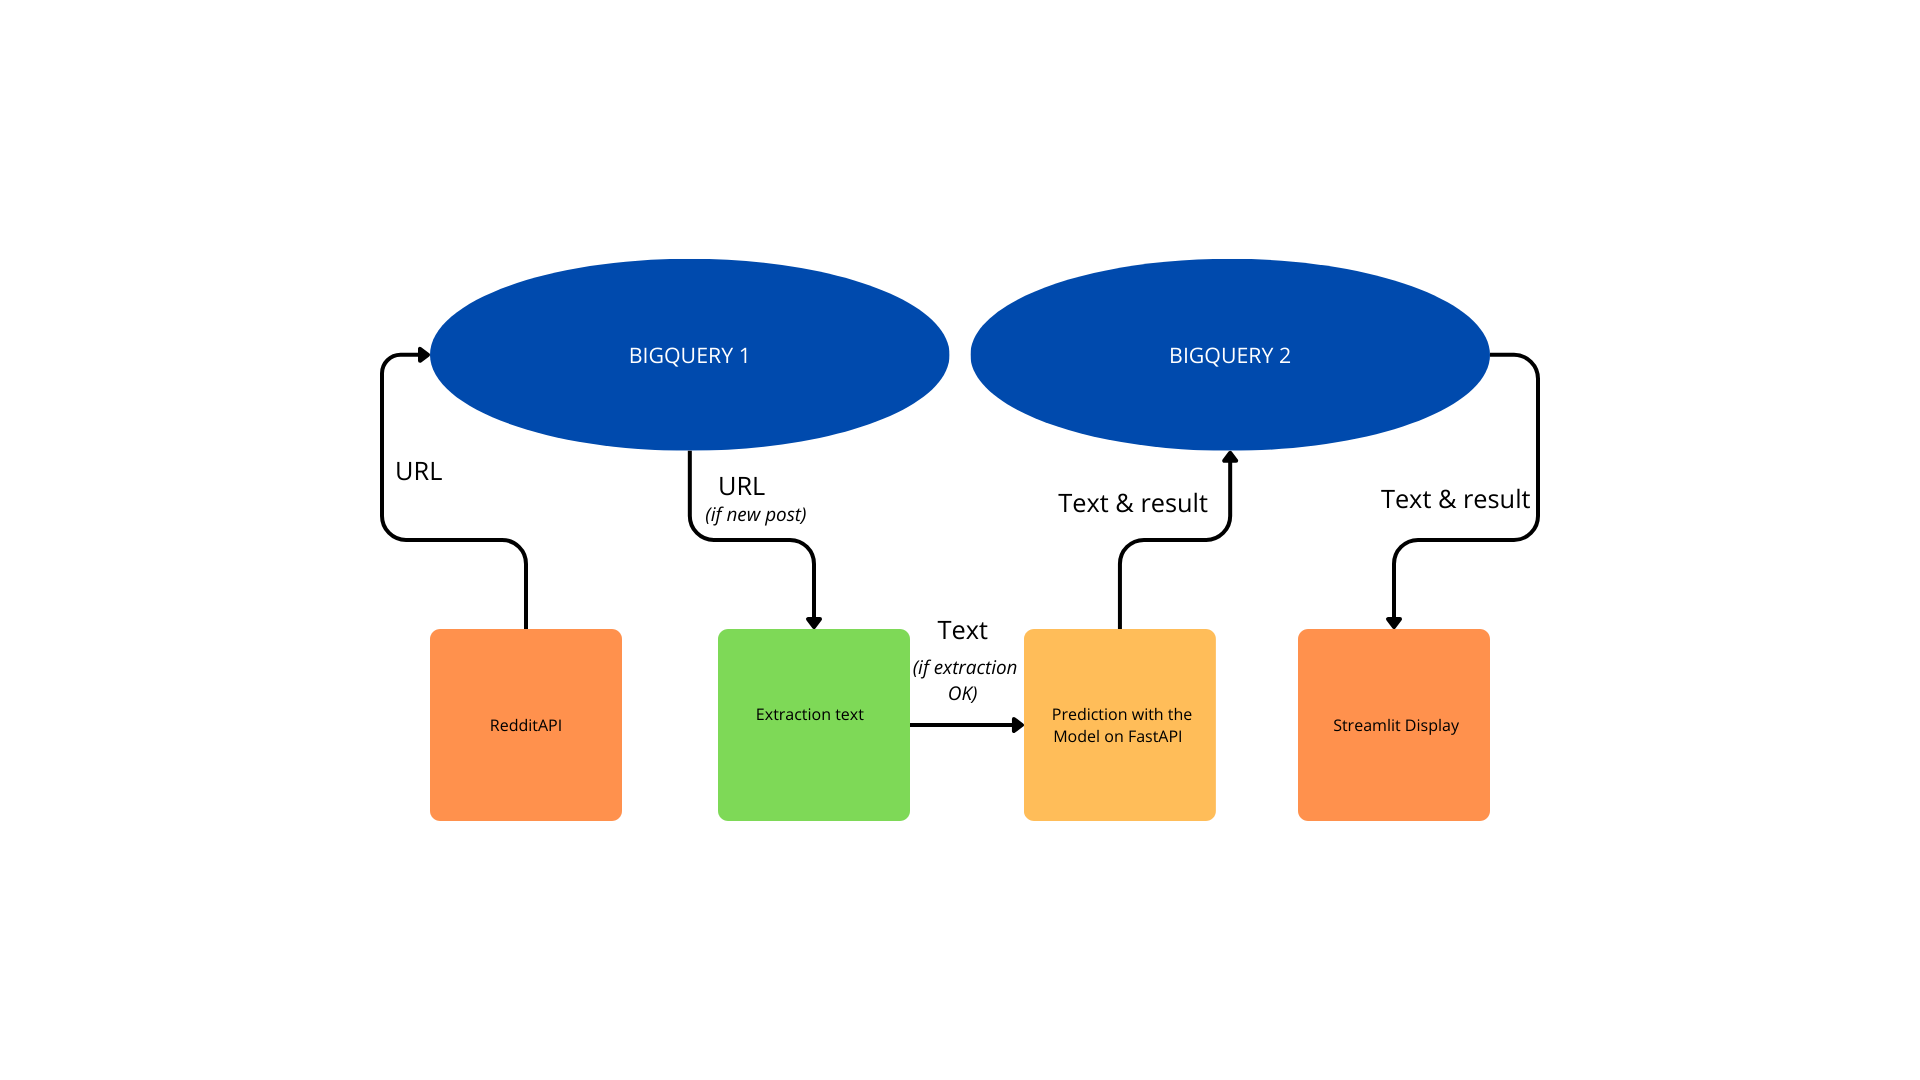 BIGQUERY 1
BIGQUERY 2
URL
URL
(if new post)
Text & result
Text & result
Text
(if extraction
OK)
RedditAPI
Extraction text
Prediction with the
Model on FastAPI
Streamlit Display